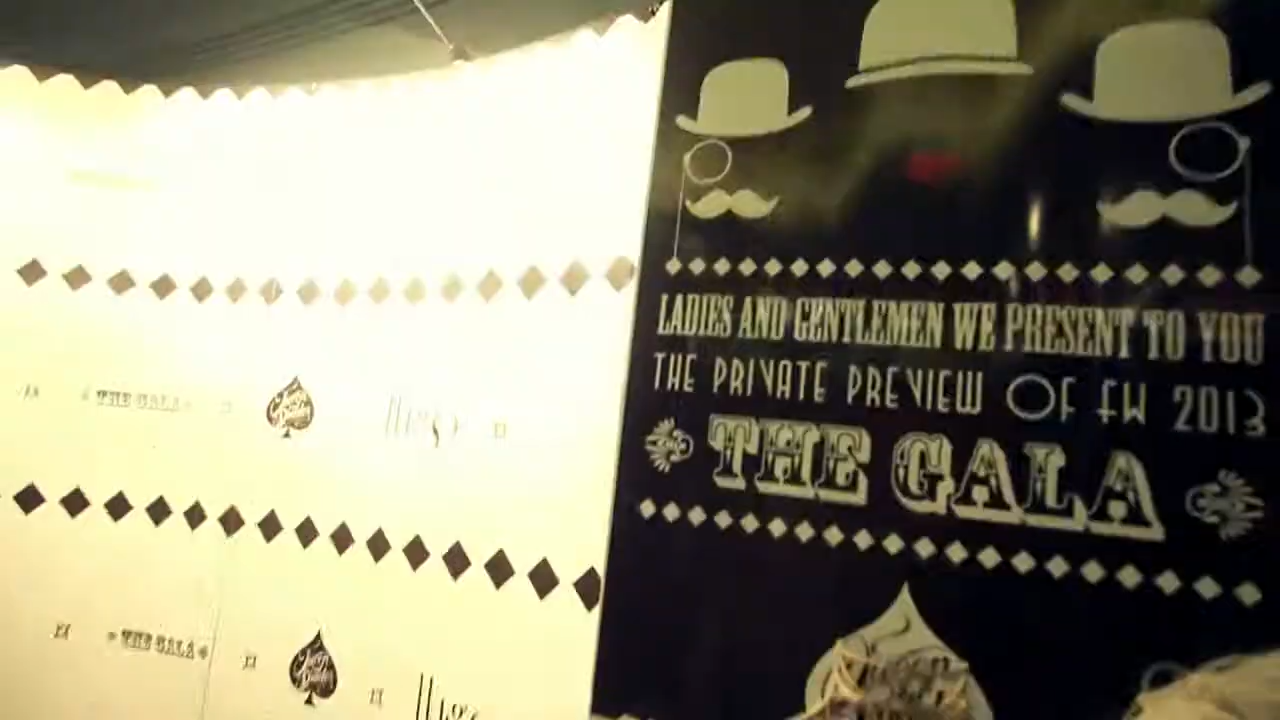 LADIES AND GENTLEMEN WE PRESENT TO YOU
THE PRIVATE PREVIEW OF FW 2013
THE GALA
THE GALA
THE GALA